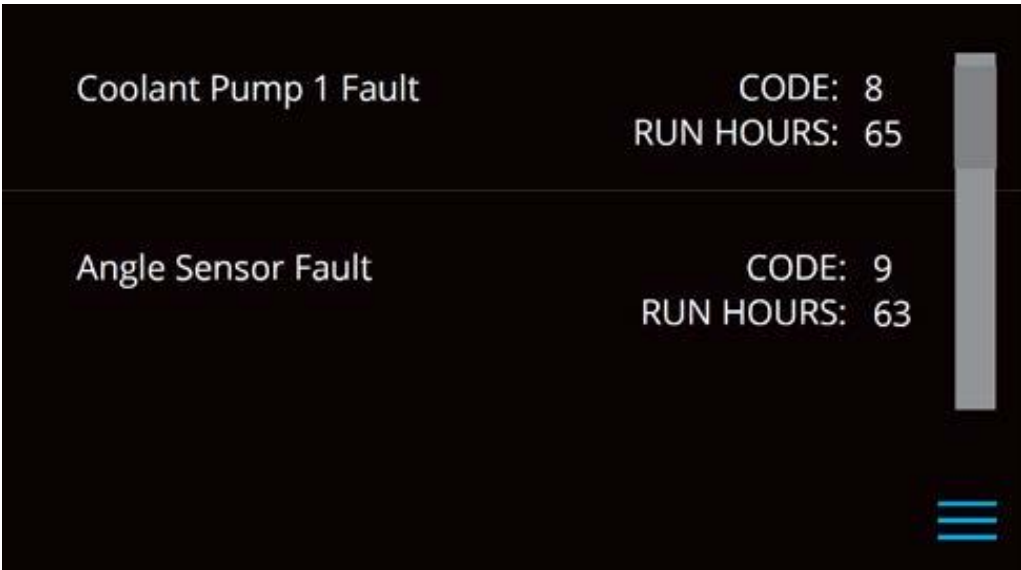 Coolant Pump 1 Fault CODE: 8
RUN HOURS: 65
Angle Sensor Fault CODE: 9
RUN HOURS: 63